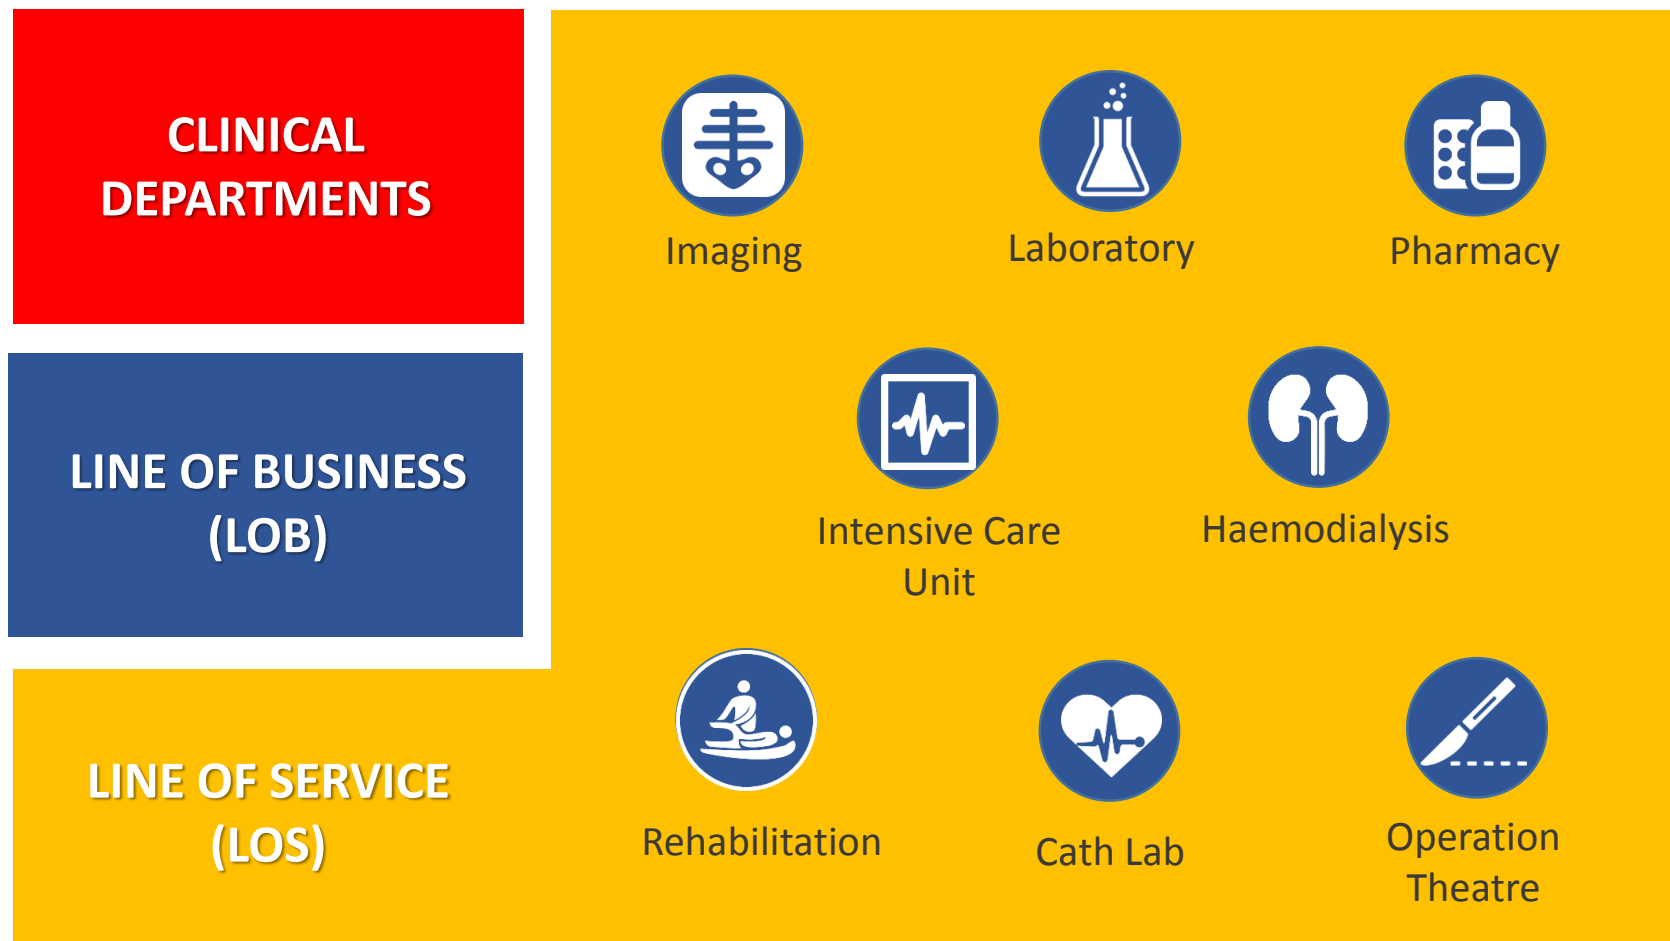 CLINICAL
DEPARTMENTS
LINE OF BUSINESS
(LOB)
LINE OF SERVICE
(LOS)
Imaging
Laboratory
Pharmacy
Intensive Care
Unit
Haemodialysis
Rehabilitation
Cath Lab
Operation
Theatre